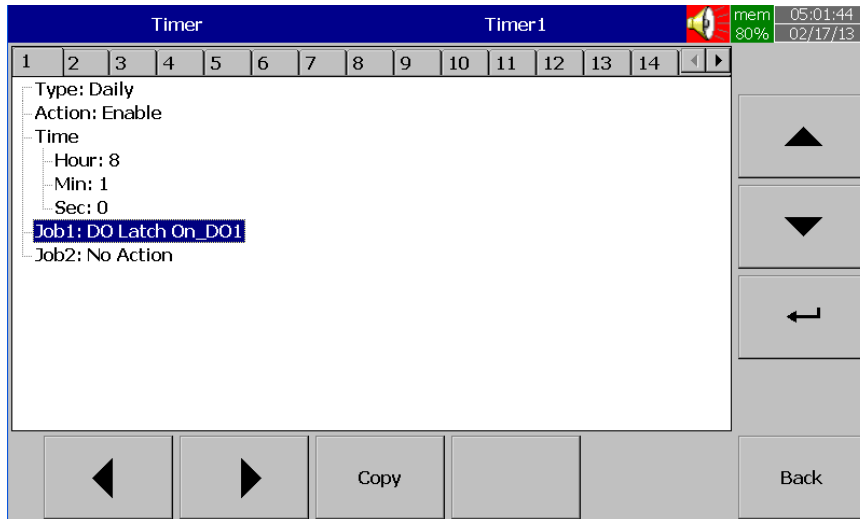 Timer Timer1 mem 05:01:44
80% 02/17/13
1 2 3 4 5 6 7 8 9 10 11 12 13 14
Type: Daily
Action: Enable
Time
Hour: 8
Min: 1
Sec: 0
Job1: DO Latch On_DO1
Job2: No Action
Copy Back